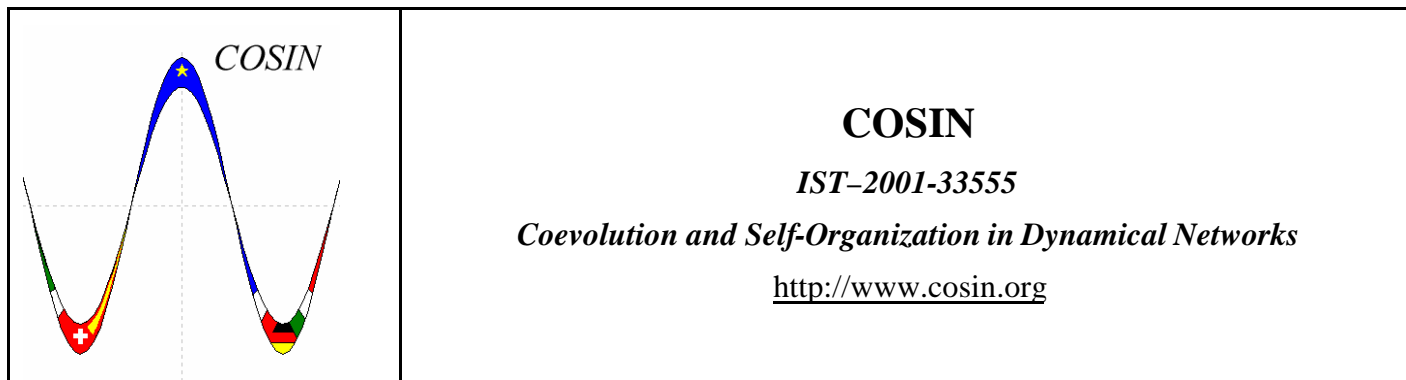 COSIN
COSIN
IST–2001-33555
Coevolution and Self-Organization in Dynamical Networks
http://www.cosin.org